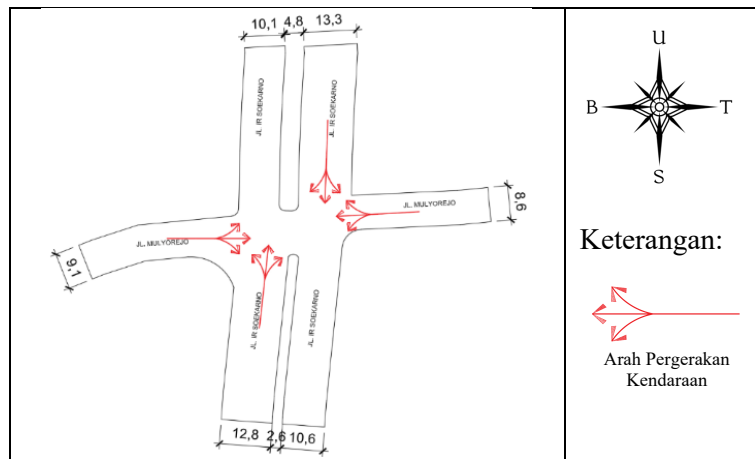 10,1 4,8 13,3
JL. IR SOEKARNO
JL. IR SOEKARNO
JL. MULYOREJO
8,6
JL. MULYOREJO
9,1
JL. IR SOEKARNO
JL. IR SOEKARNO
12,8 2,6 10,6
U
B T
S
Keterangan:
Arah Pergerakan
Kendaraan